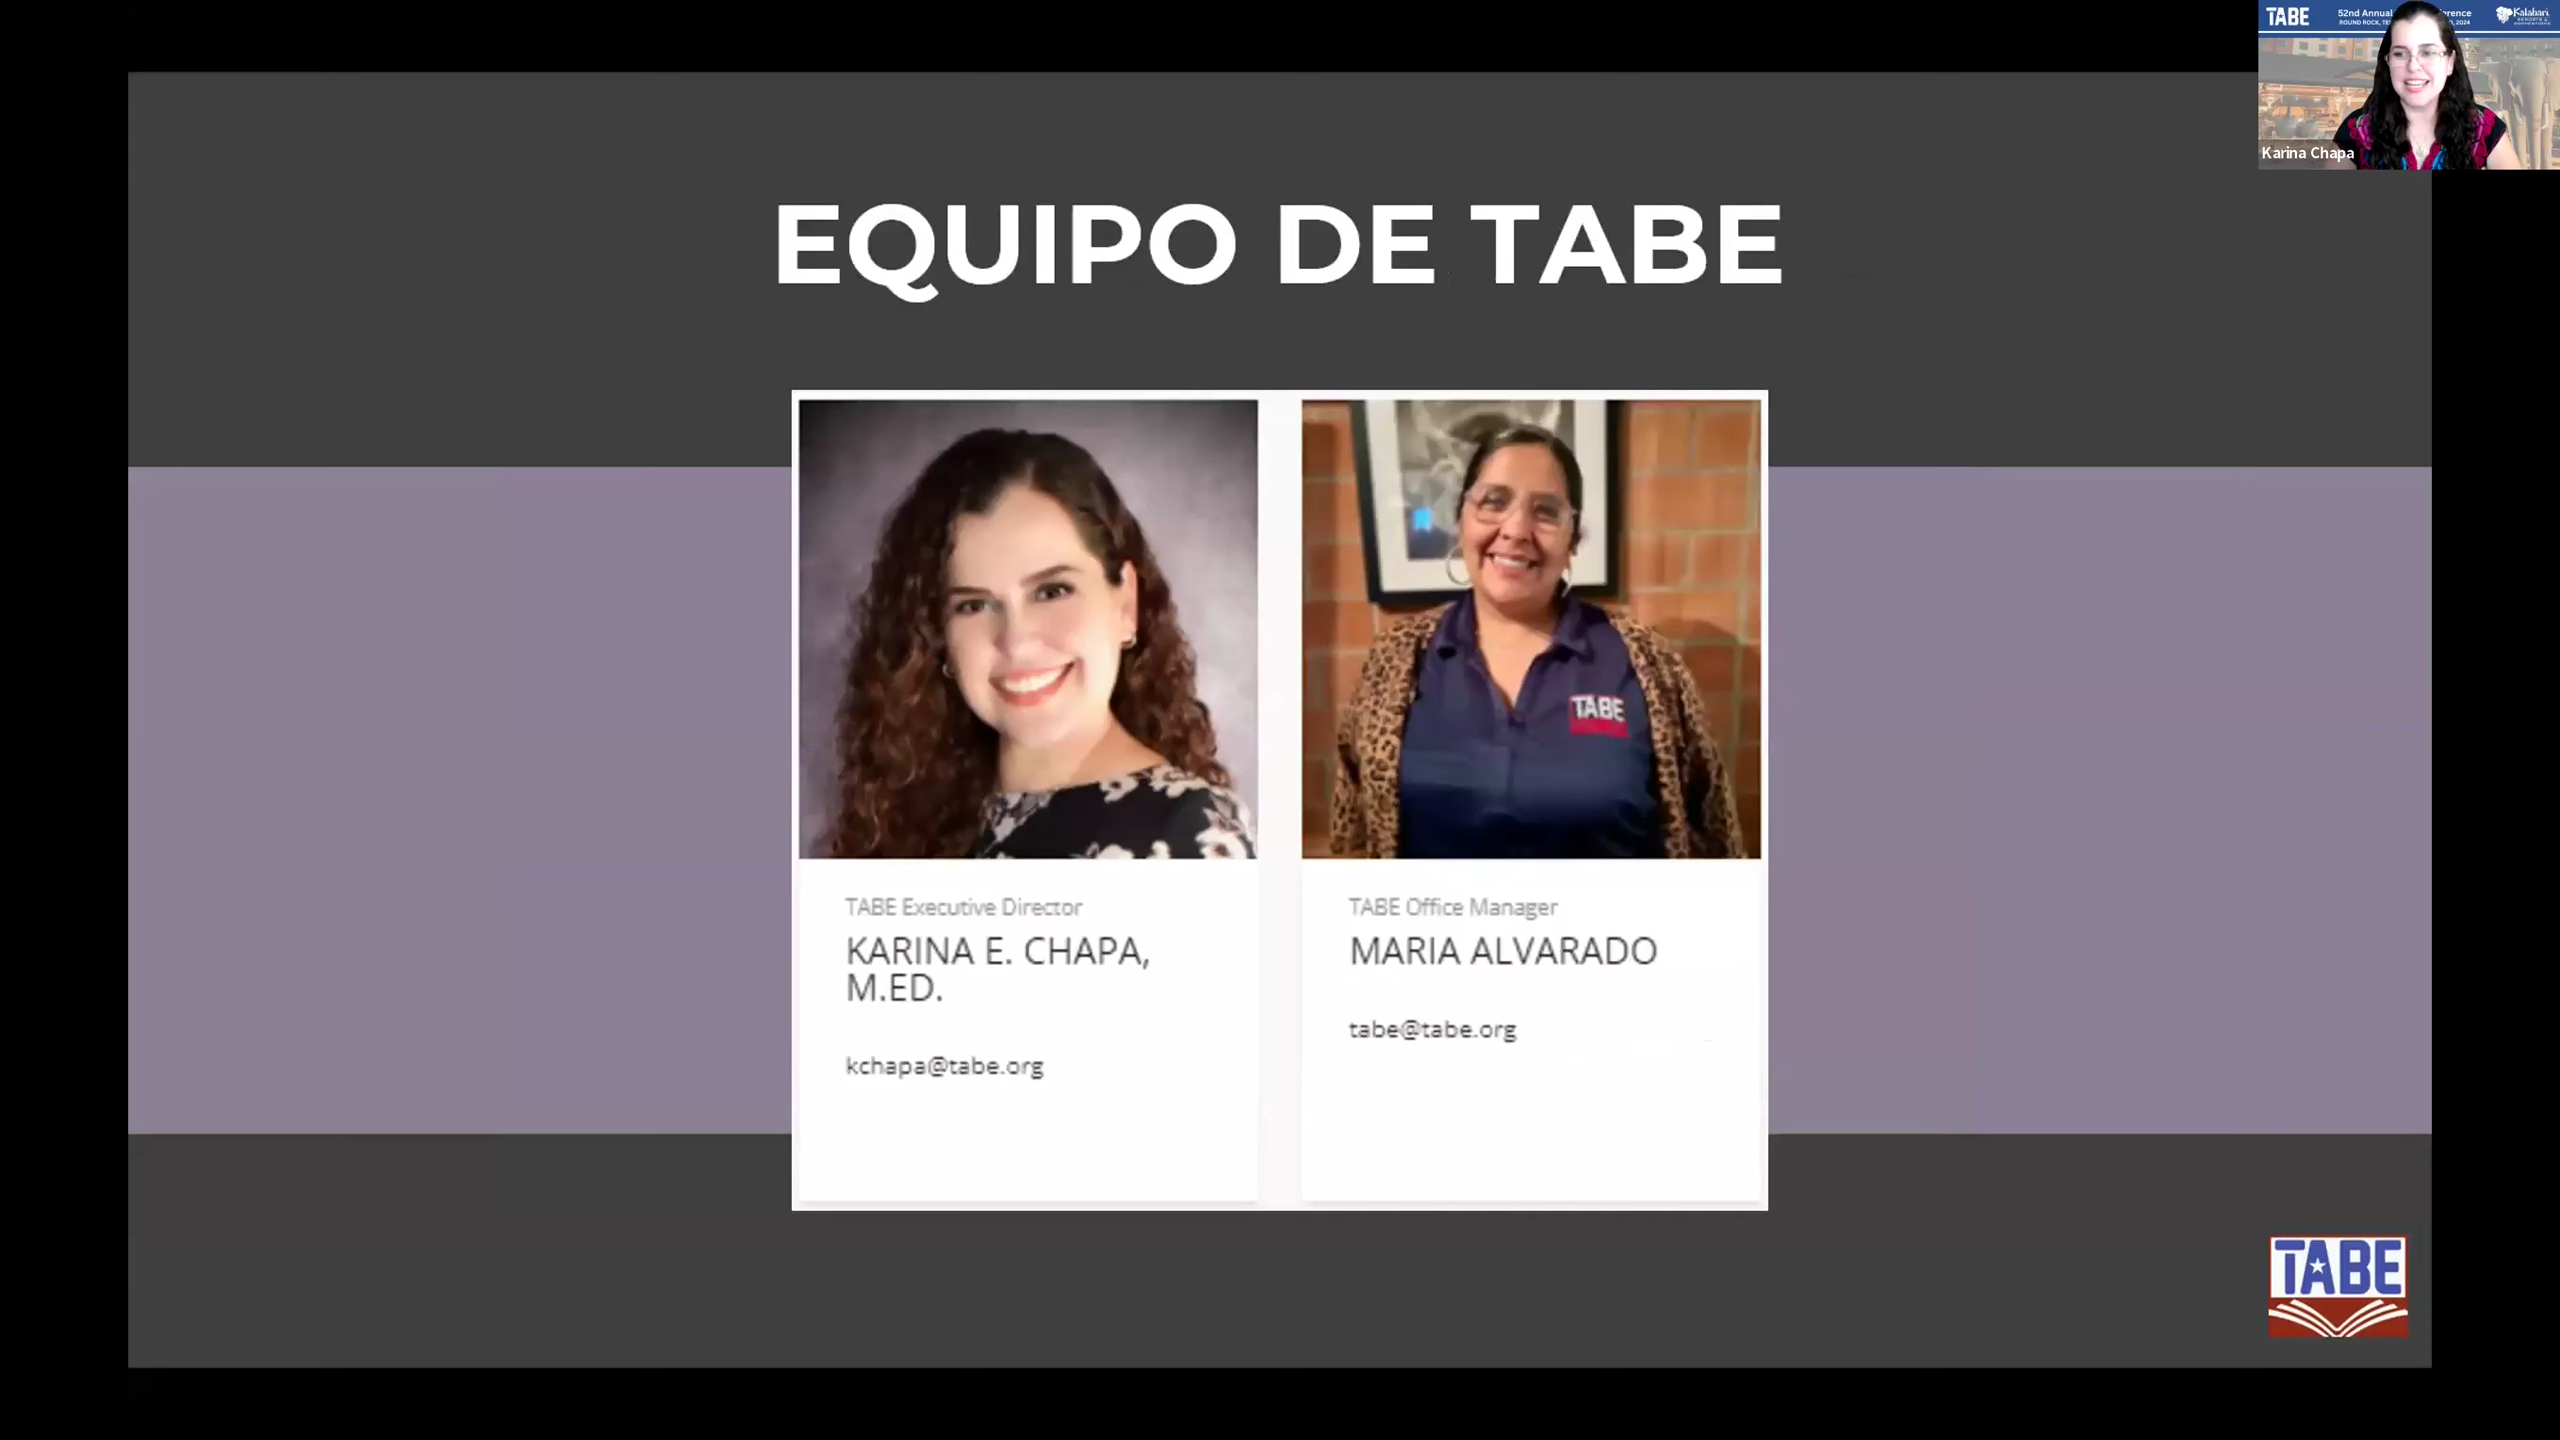 TABE
52nd Annual
Kalahari
Karina Chapa
EQUIPO DE TABE
TABE
TABE Executive Director
KARINA E. CHAPA,
M.ED.
kchapa@tabe.org
TABE Office Manager
MARIA ALVARADO
tabe@tabe.org
TABE